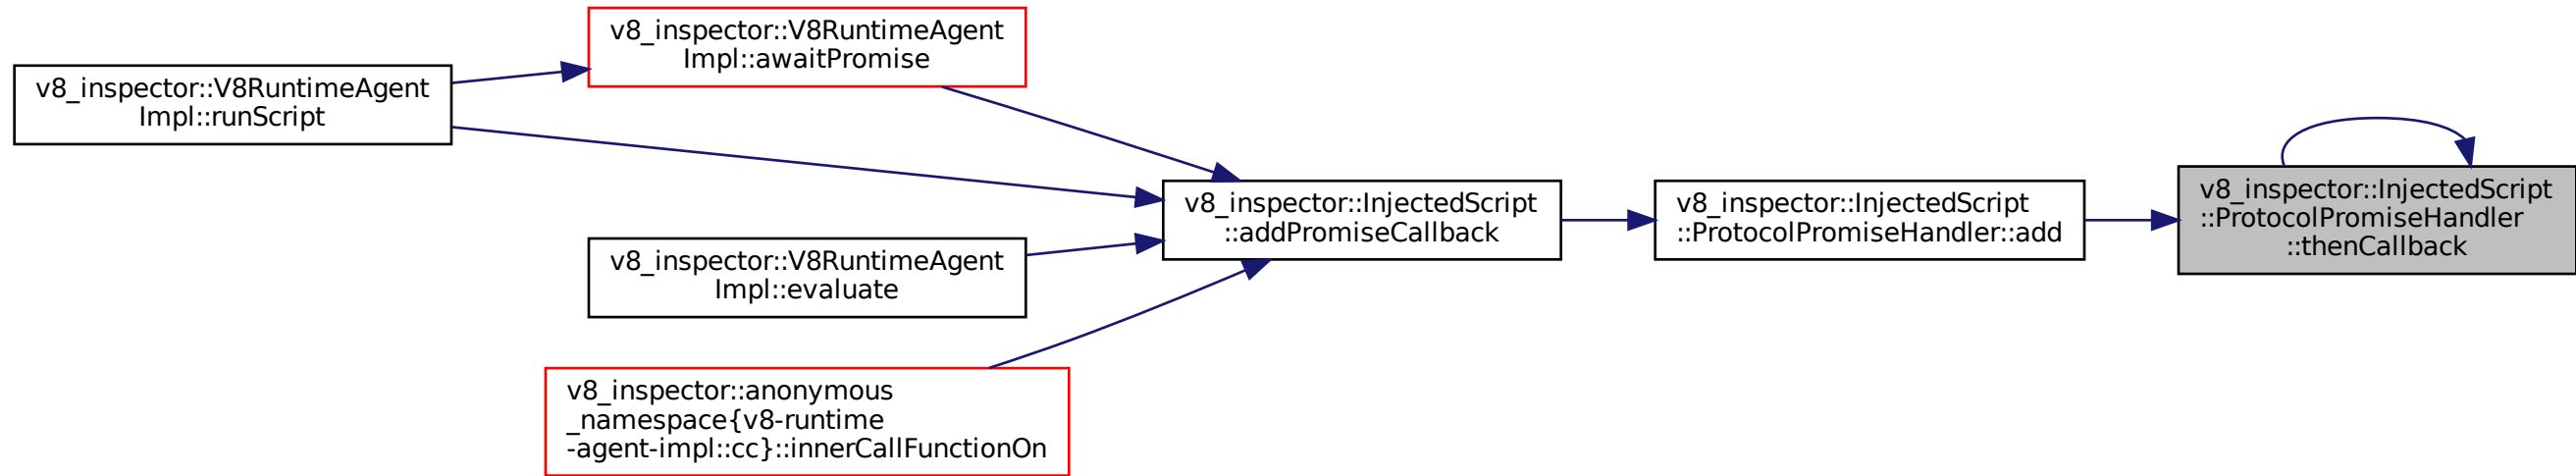 v8_inspector::V8RuntimeAgent
Impl::awaitPromise
v8_inspector::V8RuntimeAgent
Impl::runScript
v8_inspector::InjectedScript
::addPromiseCallback
v8_inspector::InjectedScript
::ProtocolPromiseHandler::add
v8_inspector::InjectedScript
::ProtocolPromiseHandler
::thenCallback
v8_inspector::V8RuntimeAgent
Impl::evaluate
v8_inspector::anonymous
_namespace{v8-runtime
-agent-impl::cc}::innerCallFunctionOn